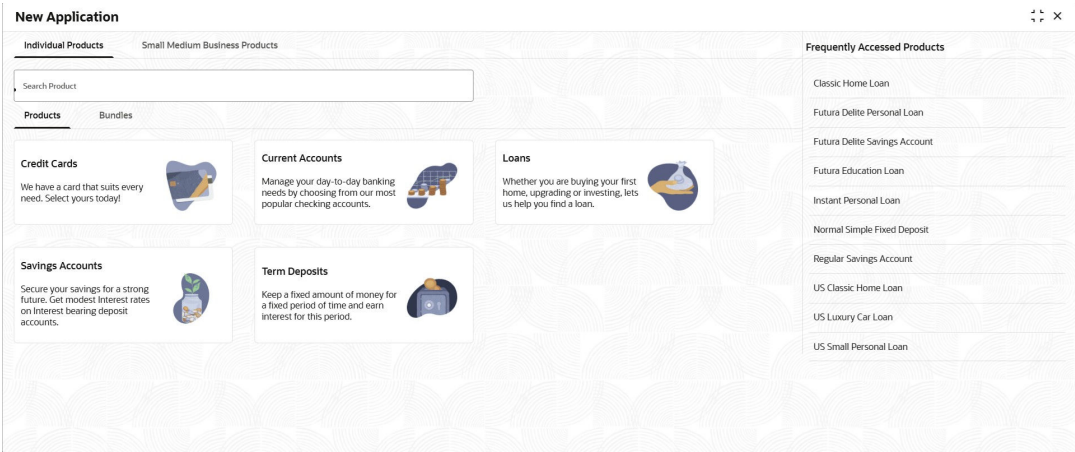 New Application
Individual Products
Small Medium Business Products
Search Product
Products
Bundles
Credit Cards
We have a card that suits every
need. Select yours today!
Current Accounts
Manage your day-to-day banking
needs by choosing from our most
popular checking accounts.
Loans
Whether you are buying your first
home, upgrading or investing, lets
us help you find a loan.
Savings Accounts
Secure your savings for a strong
future. Get modest Interest rates
on Interest bearing deposit
accounts.
Term Deposits
Keep a fixed amount of money for
a fixed period of time and earn
interest for this period.
Frequently Accessed Products
Classic Home Loan
Futura Delite Personal Loan
Futura Delite Savings Account
Futura Education Loan
Instant Personal Loan
Normal Simple Fixed Deposit
Regular Savings Account
US Classic Home Loan
US Luxury Car Loan
US Small Personal Loan